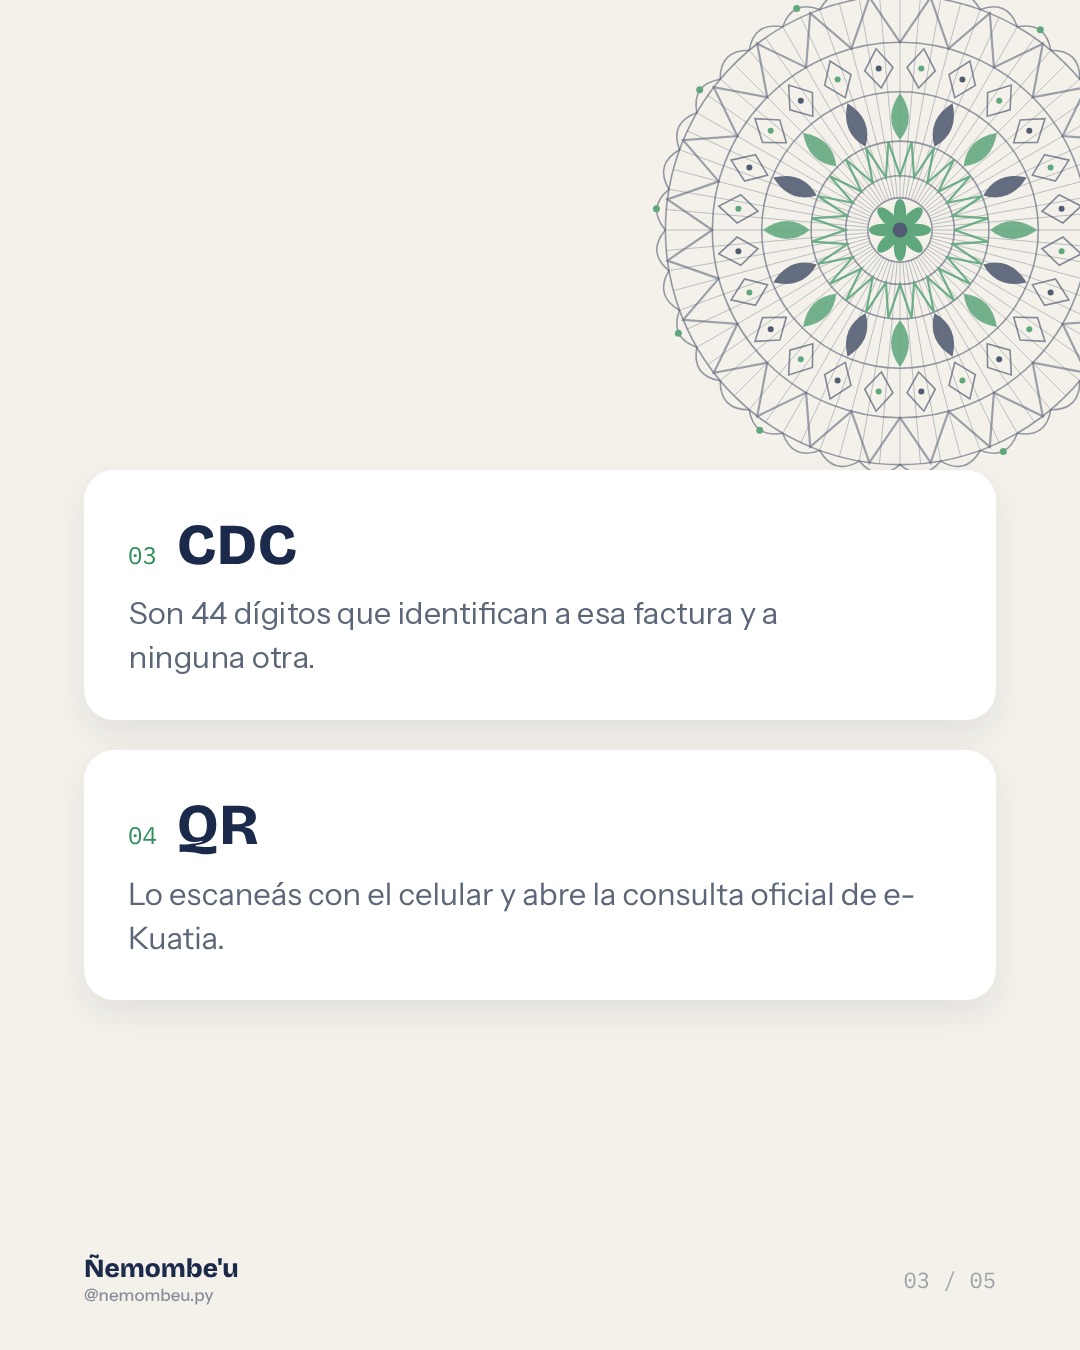 03 CDC
Son 44 dígitos que identifican a esa factura y a
ninguna otra.
04 QR
Lo escaneás con el celular y abre la consulta oficial de e-
Kuatia.
Ñemombe'u
@nemombeu.py
03 / 05